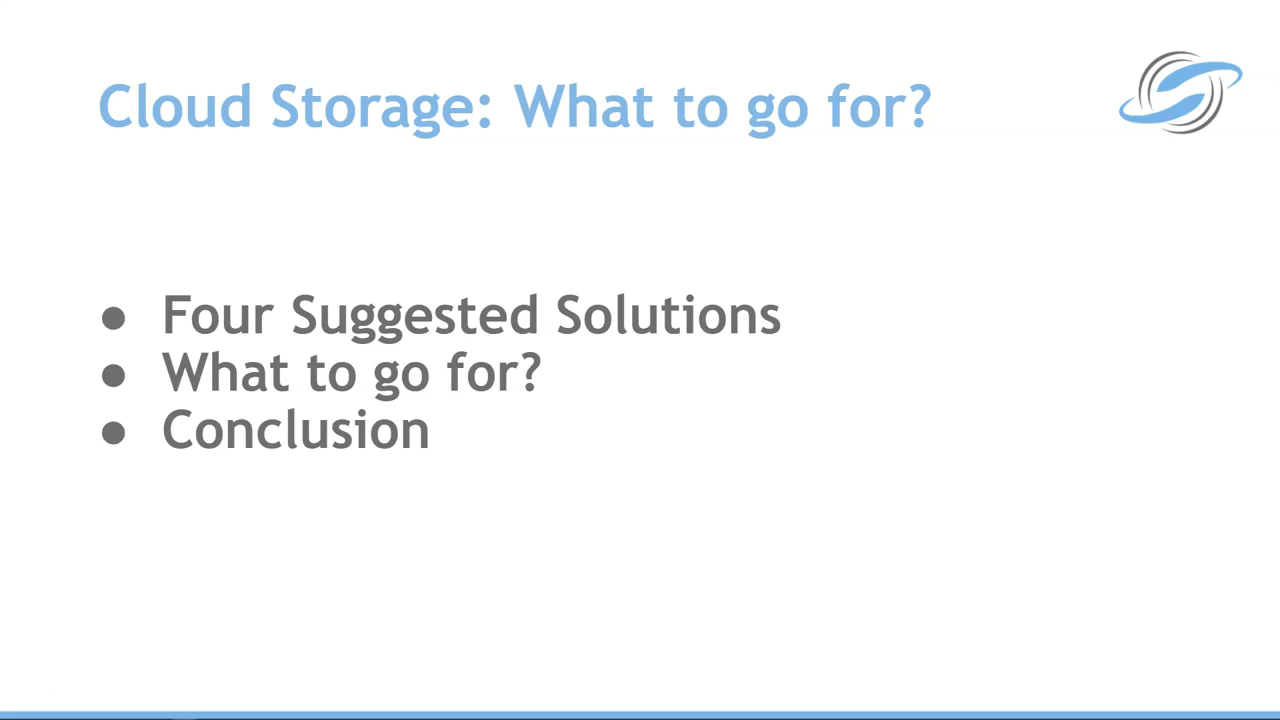 Cloud Storage: What to go for?
● Four Suggested Solutions
● What to go for?
● Conclusion